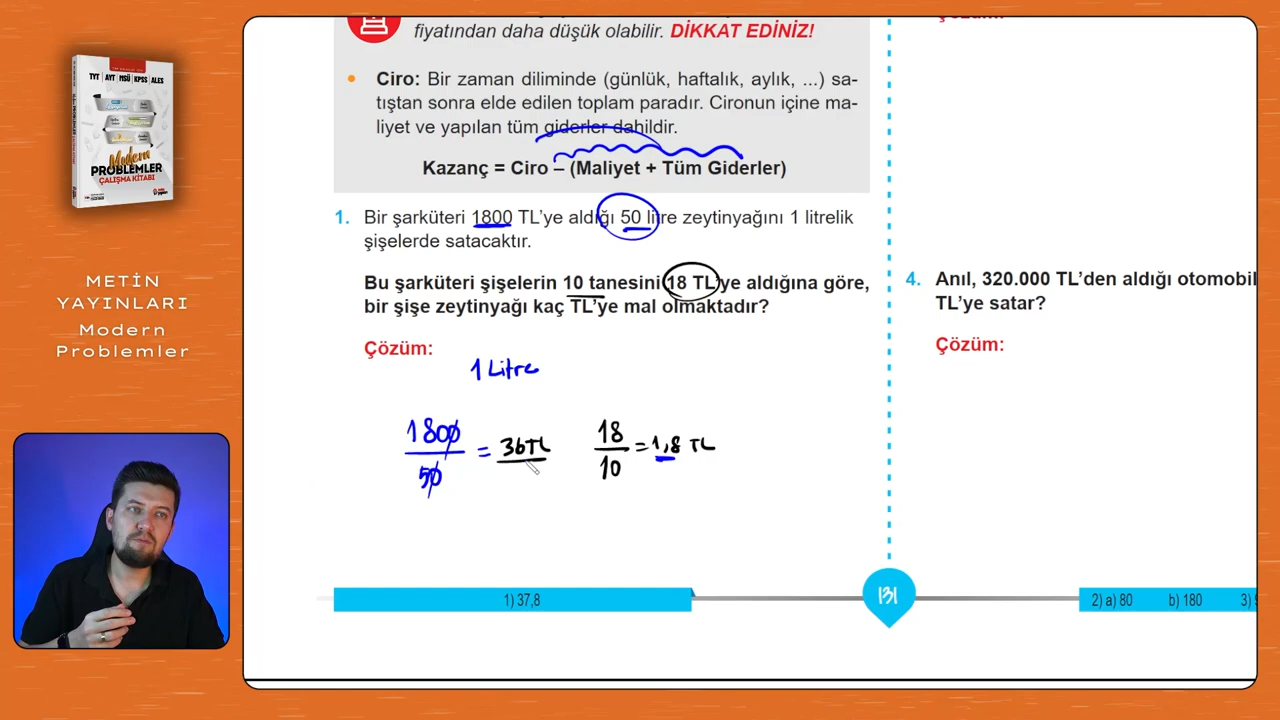 fiyatından daha düşük olabilir. DİKKAT EDİNİZ!
• Ciro: Bir zaman diliminde (günlük, haftalık, aylık, ...) sa-
tıştan sonra elde edilen toplam paradır. Cironun içine ma-
liyet ve yapılan tüm giderler dahildir.
Kazanç = Ciro – (Maliyet + Tüm Giderler)
1. Bir şarküteri 1800 TL'ye aldığı 50 litre zeytinyağını 1 litrelik
şişelerde satacaktır.
Bu şarküteri şişelerin 10 tanesini 18 TL'ye aldığına göre,
bir şişe zeytinyağı kaç TL'ye mal olmaktadır?
Çözüm:
1 Litre
1800/50 = 36TL
18/10 = 1,8 TL
1) 37,8
131
Çözüm:
4. Anıl, 320.000 TL'den aldığı otomobil
TL'ye satar?
Çözüm:
2) a) 80 b) 180 3)
TYT AYT MSÜ KPSS ALES
Modern
PROBLEMLER
ÇALIŞMA KİTABI
METİN
YAYINLARI
Modern
Problemler